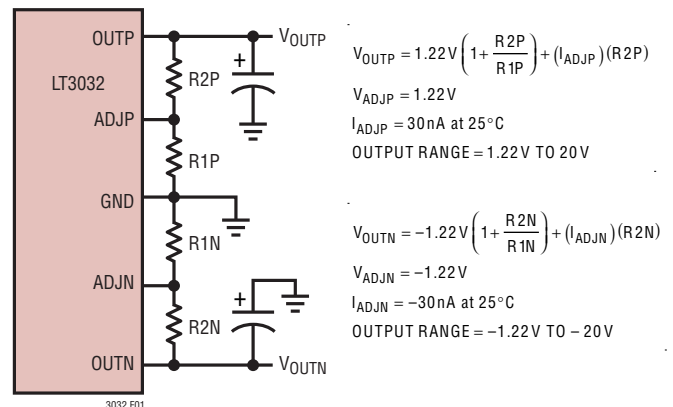 OUTP
LT3032
ADJP
GND
ADJN
OUTN
R2P
R1P
R1N
R2N
+
+
VOUTP
VOUTN
VOUTP = 1.22V (1 + R2P/R1P) + (IADJP)(R2P)
VADJP = 1.22V
IADJP = 30nA at 25°C
OUTPUT RANGE = 1.22V TO 20V
VOUTN = –1.22V (1 + R2N/R1N) + (IADJN)(R2N)
VADJN = –1.22V
IADJN = –30nA at 25°C
OUTPUT RANGE = –1.22V TO –20V
3032 F01